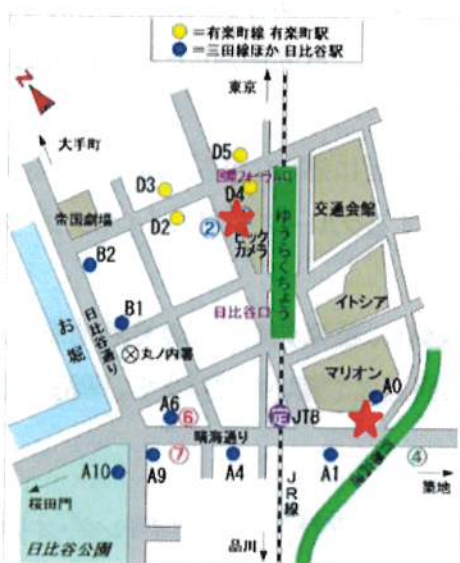 =有楽町線 有楽町駅
=三田線ほか 日比谷駅
Z
東京
大手町
D5
国際フォーラム口
D3
D4
帝国劇場
D2
②
ビックカメラ
ゆうらくちょう
交通会館
B2
お堀
日比谷通り
B1
日比谷口
イトシア
丸ノ内署
マリオン
A0
A6
⑥
JTB
晴海通り
⑦
④
A10
A9
A4
A1
築地
桜田門
JR線
日比谷公園
品川